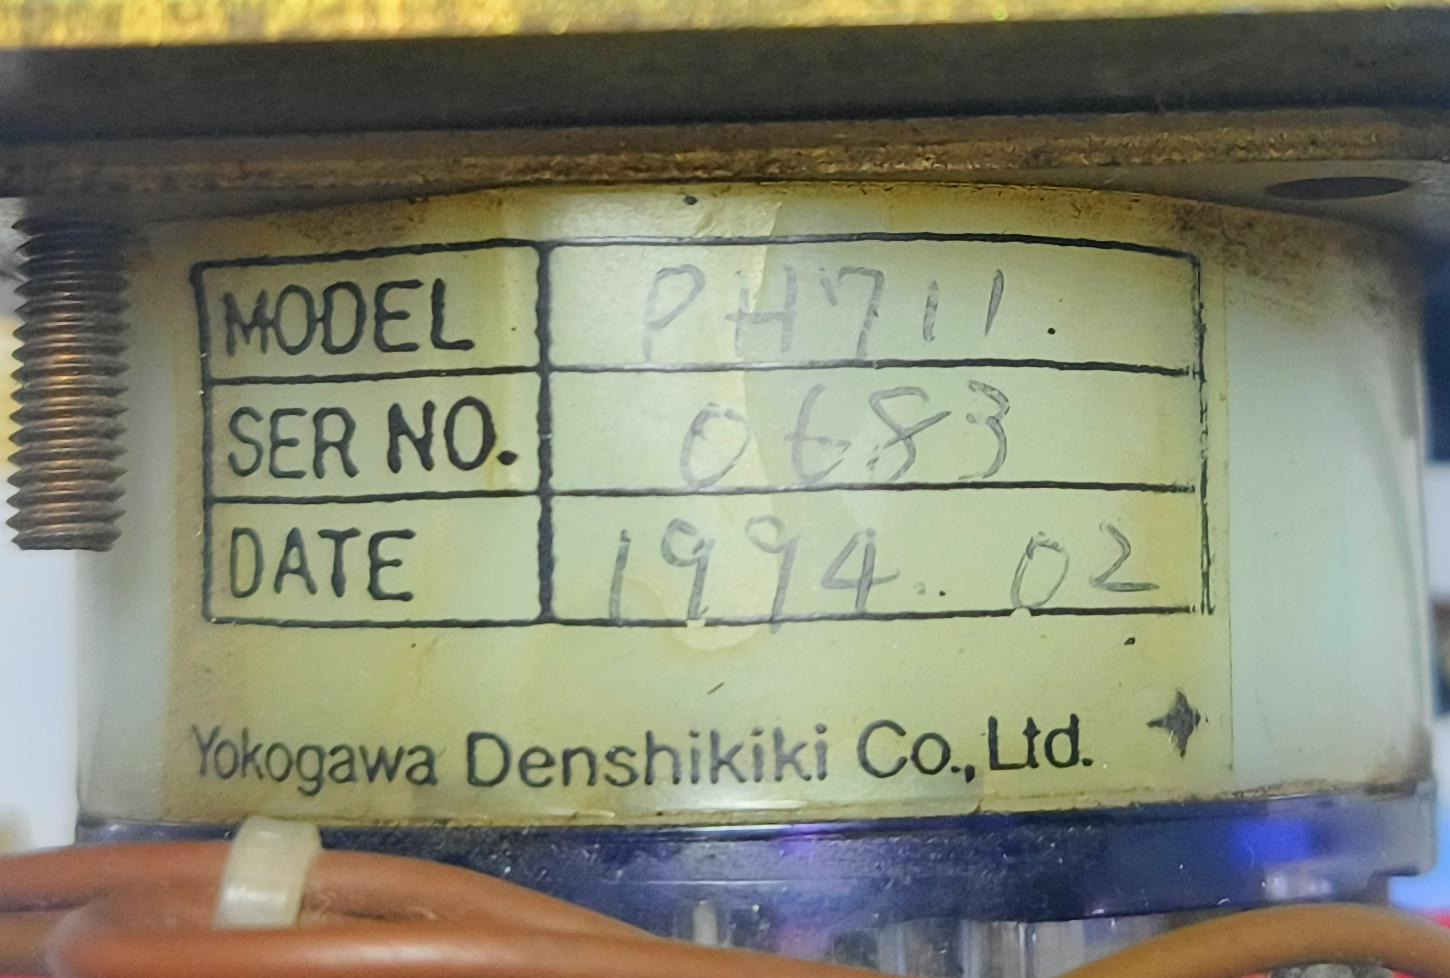 MODEL PH711.
SER NO. 0683
DATE 1994.. 02
Yokogawa Denshikiki Co., Ltd.